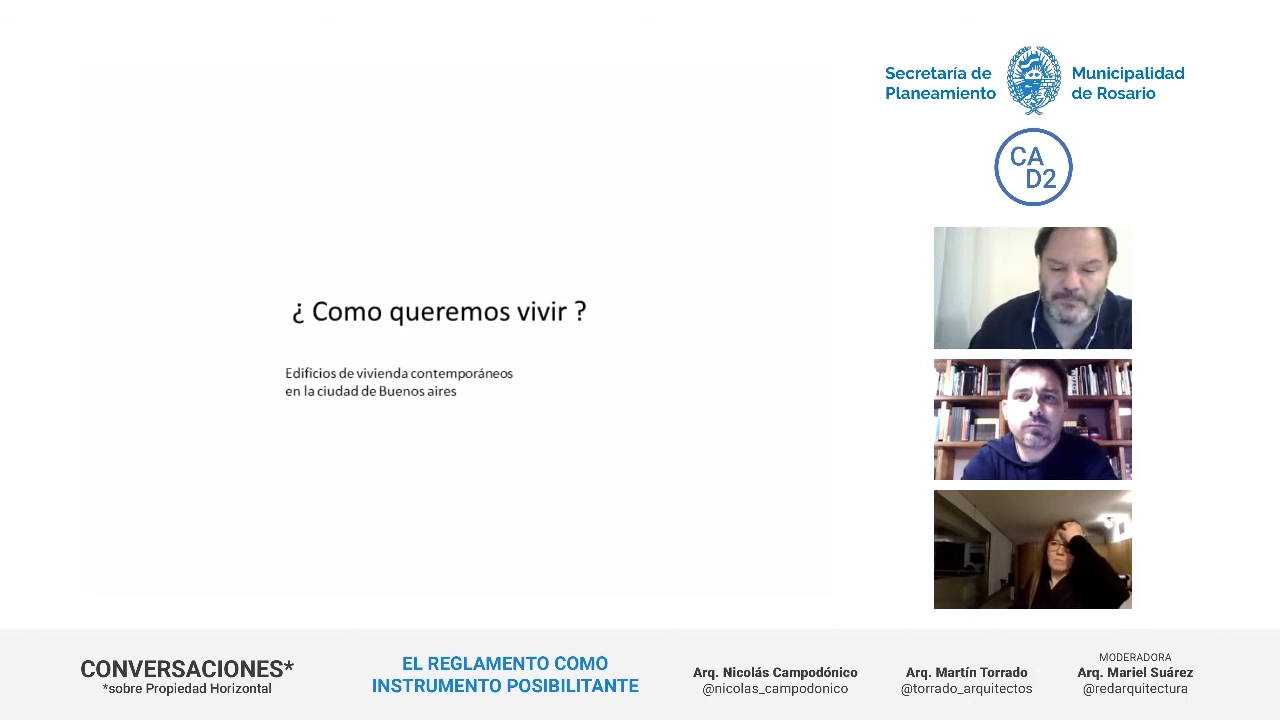 Secretaría de
Planeamiento
Municipalidad
de Rosario
CA
D2
¿ Como queremos vivir ?
Edificios de vivienda contemporáneos
en la ciudad de Buenos aires
CONVERSACIONES*
*sobre Propiedad Horizontal
EL REGLAMENTO COMO
INSTRUMENTO POSIBILITANTE
Arq. Nicolás Campodónico
@nicolas_campodonico
Arq. Martín Torrado
@torrado_arquitectos
MODERADORA
Arq. Mariel Suárez
@redarquitectura